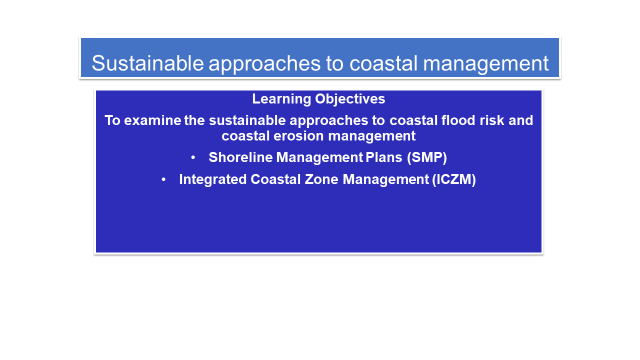 Sustainable approaches to coastal management
Learning Objectives
To examine the sustainable approaches to coastal flood risk and
coastal erosion management
• Shoreline Management Plans (SMP)
• Integrated Coastal Zone Management (ICZM)